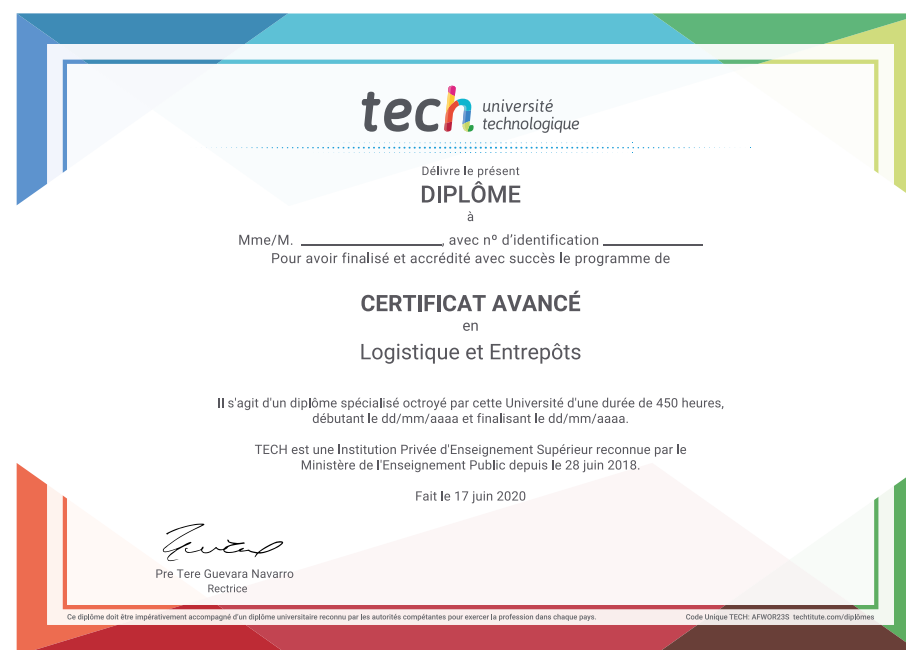 tech université
technologique
Délivre le présent
DIPLÔME
à
Mme/M. ____________________, avec nº d'identification ______________
Pour avoir finalisé et accrédité avec succès le programme de
CERTIFICAT AVANCÉ
en
Logistique et Entrepôts
Il s'agit d'un diplôme spécialisé octroyé par cette Université d'une durée de 450 heures,
débutant le dd/mm/aaaa et finalisant le dd/mm/aaaa.
TECH est une Institution Privée d'Enseignement Supérieur reconnue par le
Ministère de l'Enseignement Public depuis le 28 juin 2018.
Fait le 17 juin 2020
Pre Tere Guevara Navarro
Rectrice
Ce diplôme doit être impérativement accompagné d'un diplôme universitaire reconnu par les autorités compétentes pour exercer la profession dans chaque pays.
Code Unique TECH: AFWOR23S techtitute.com/diplômes